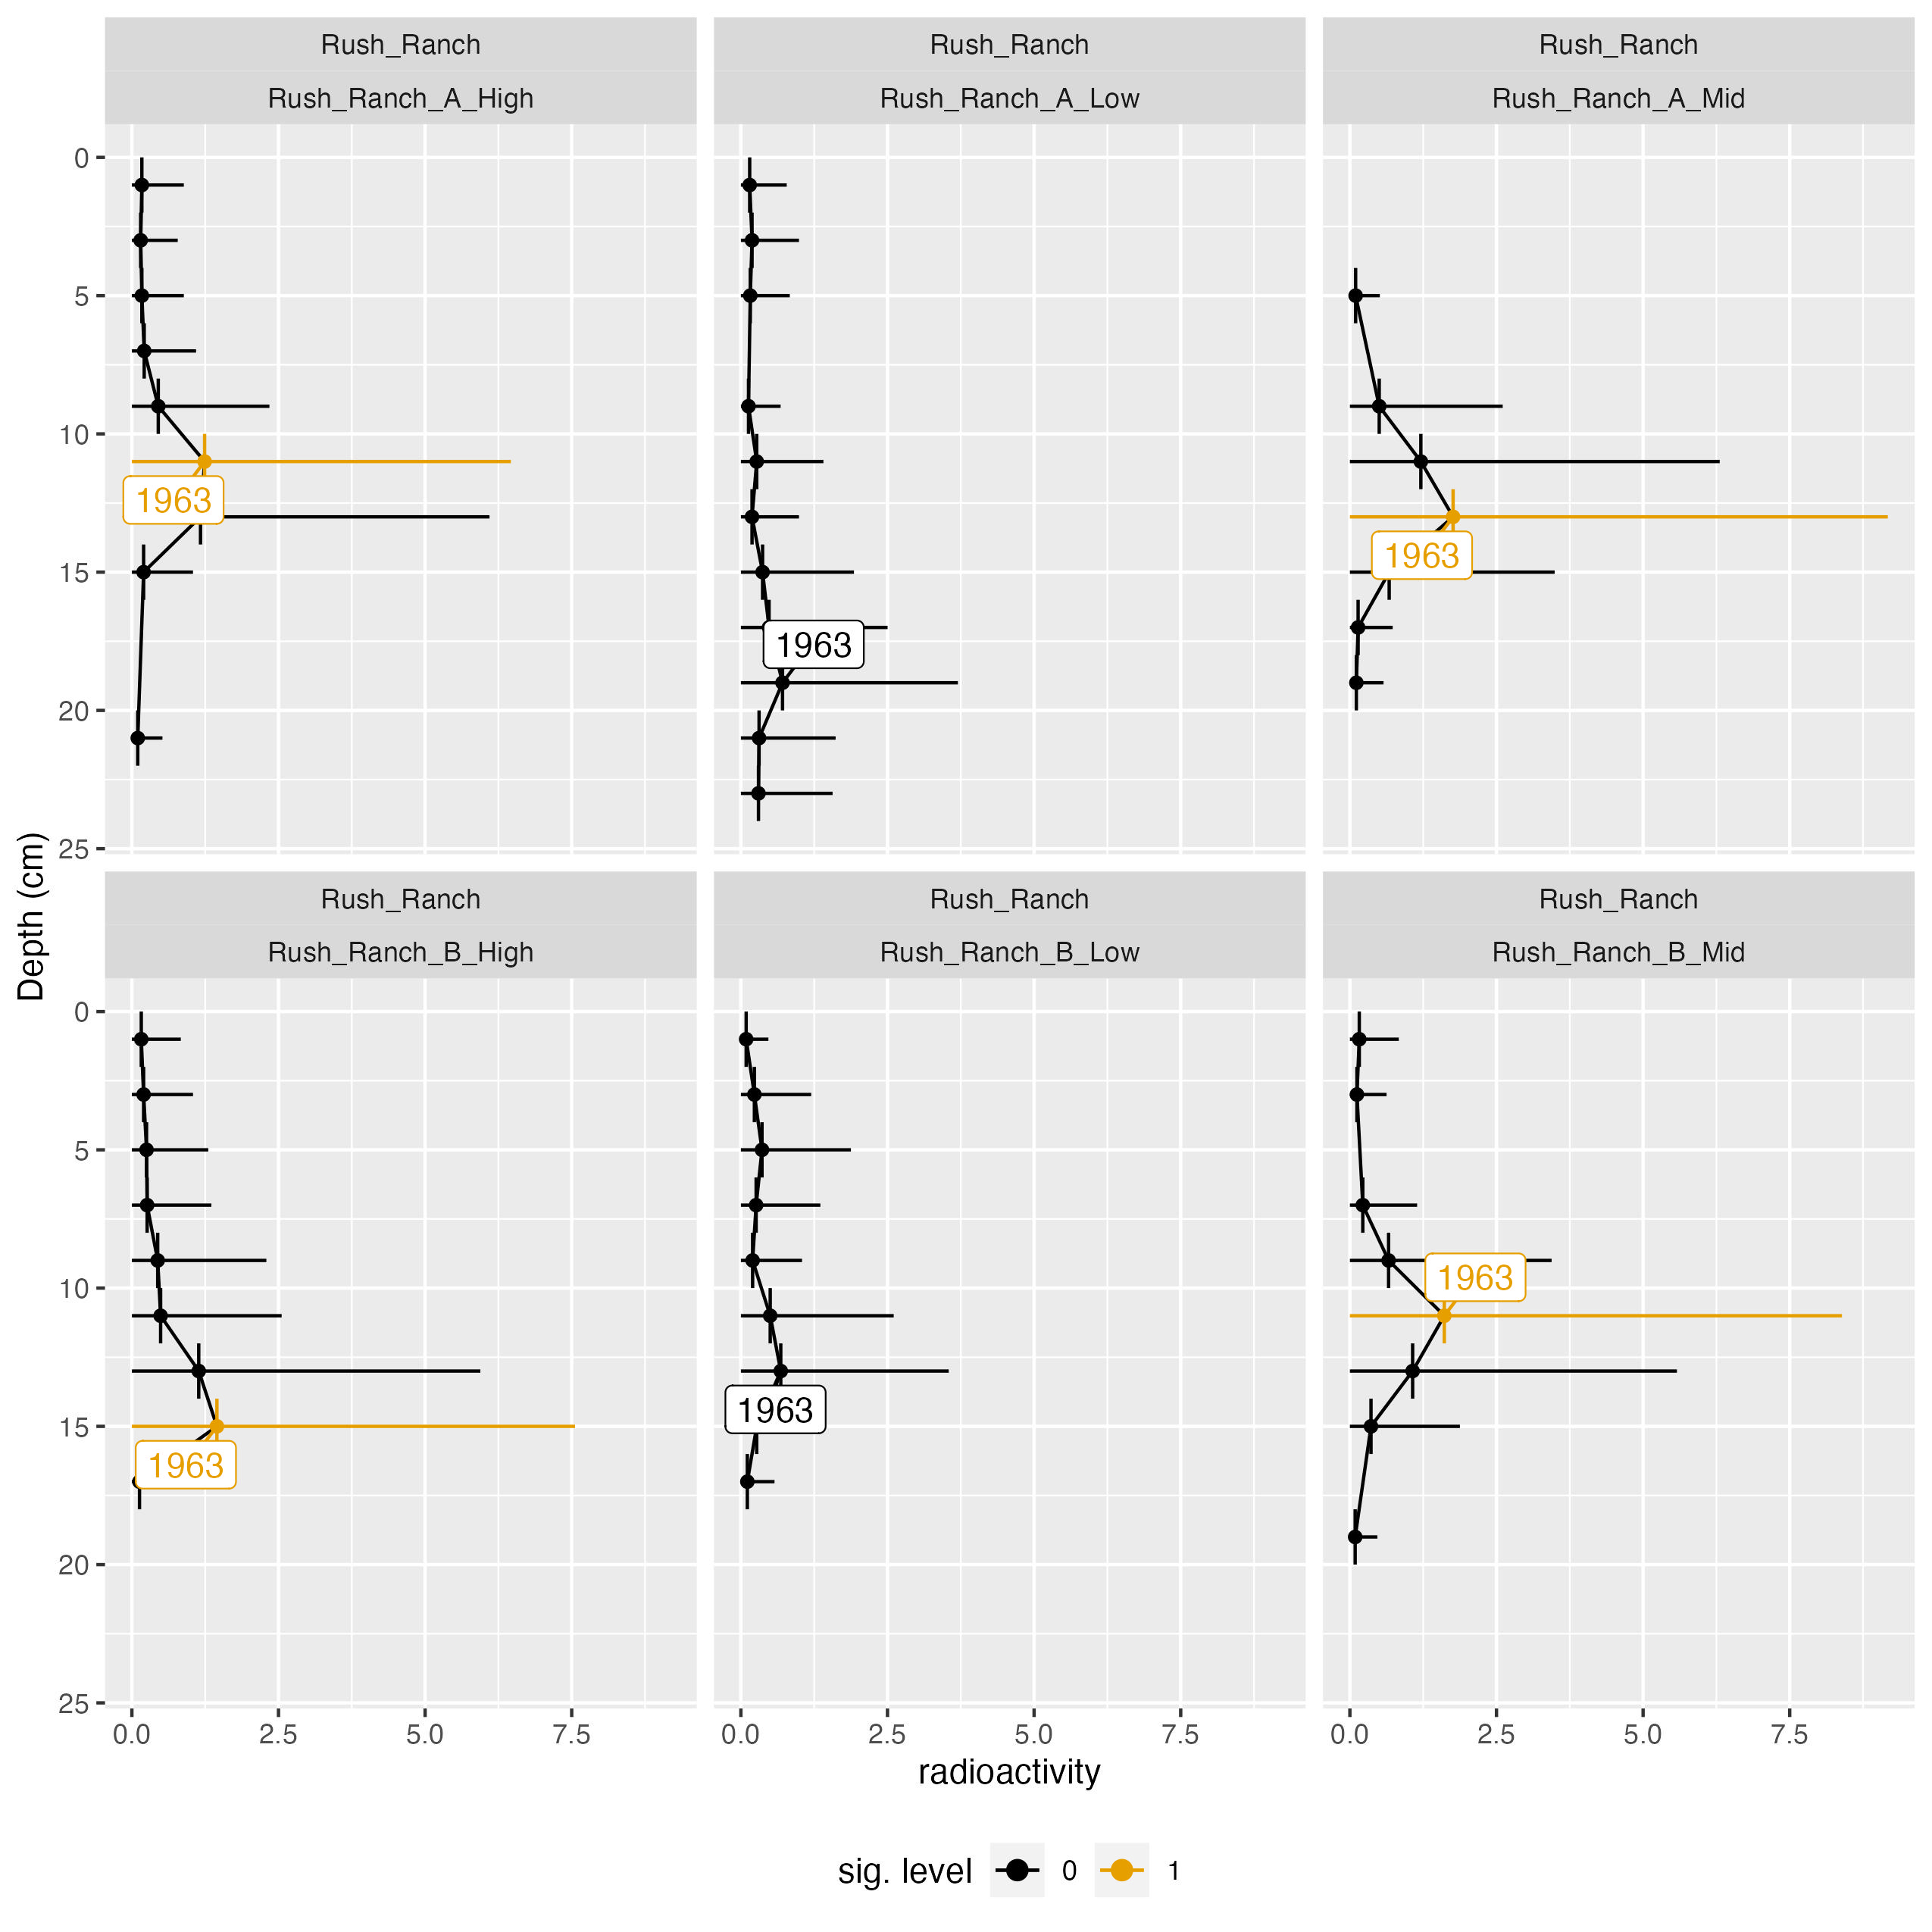 Rush_Ranch
Rush_Ranch_A_High
Rush_Ranch
Rush_Ranch_A_Low
Rush_Ranch
Rush_Ranch_A_Mid
0
5
10
15
20
25
1963
1963
1963
Depth (cm)
Rush_Ranch
Rush_Ranch_B_High
Rush_Ranch
Rush_Ranch_B_Low
Rush_Ranch
Rush_Ranch_B_Mid
0
5
10
15
20
25
1963
1963
1963
0.0 2.5 5.0 7.5
0.0 2.5 5.0 7.5
0.0 2.5 5.0 7.5
radioactivity
sig. level 0 1